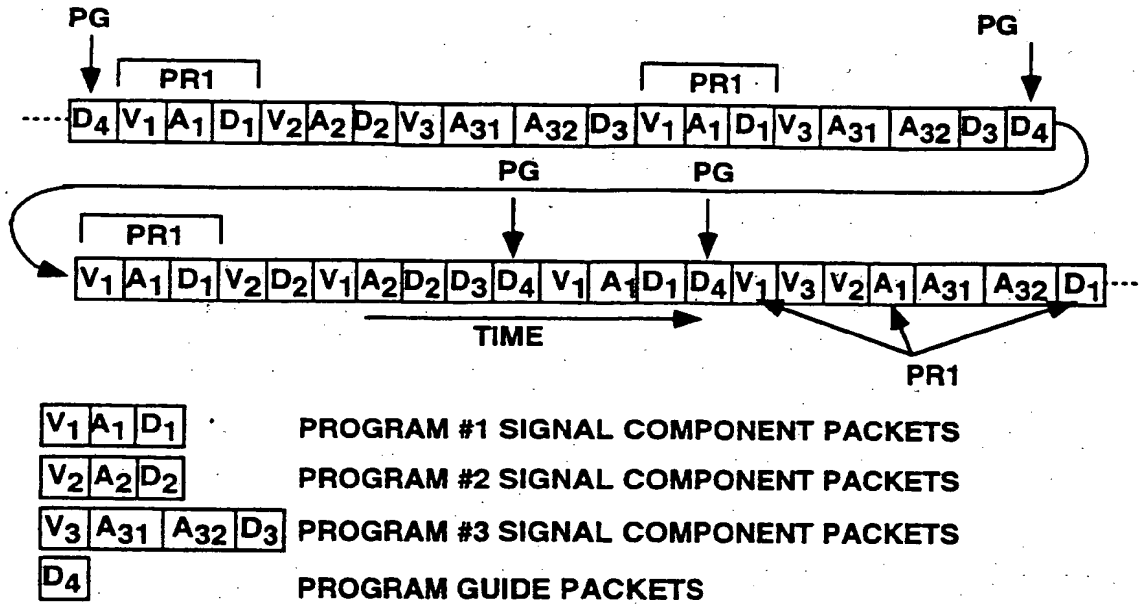 PG PG
PR1 PR1
D4 V1 A1 D1 V2 A2 D2 V3 A31 A32 D3 V1 A1 D1 V3 A31 A32 D3 D4
PG PG
PR1
V1 A1 D1 V2 D2 V1 A2 D2 D3 D4 V1 A1 D1 D4 V1 V3 V2 A1 A31 A32 D1
TIME
PR1
V1 A1 D1 PROGRAM #1 SIGNAL COMPONENT PACKETS
V2 A2 D2 PROGRAM #2 SIGNAL COMPONENT PACKETS
V3 A31 A32 D3 PROGRAM #3 SIGNAL COMPONENT PACKETS
D4 PROGRAM GUIDE PACKETS